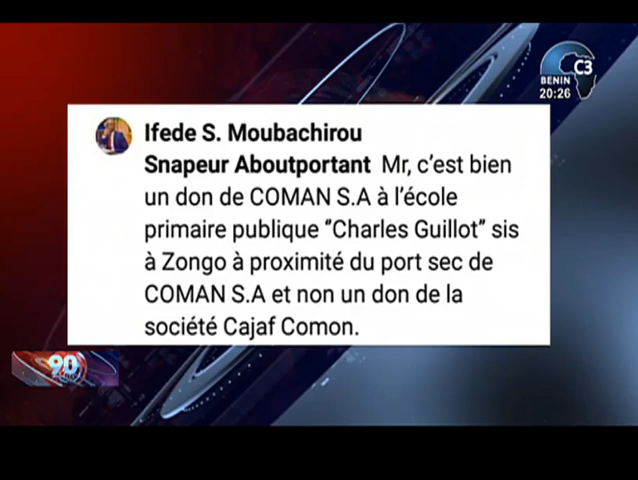 C3
BENIN
20:26
Ifede S. Moubachirou
Snapeur Aboutportant Mr, c’est bien
un don de COMAN S.A à l’école
primaire publique “Charles Guillot” sis
à Zongo à proximité du port sec de
COMAN S.A et non un don de la
société Cajaf Comon.
90